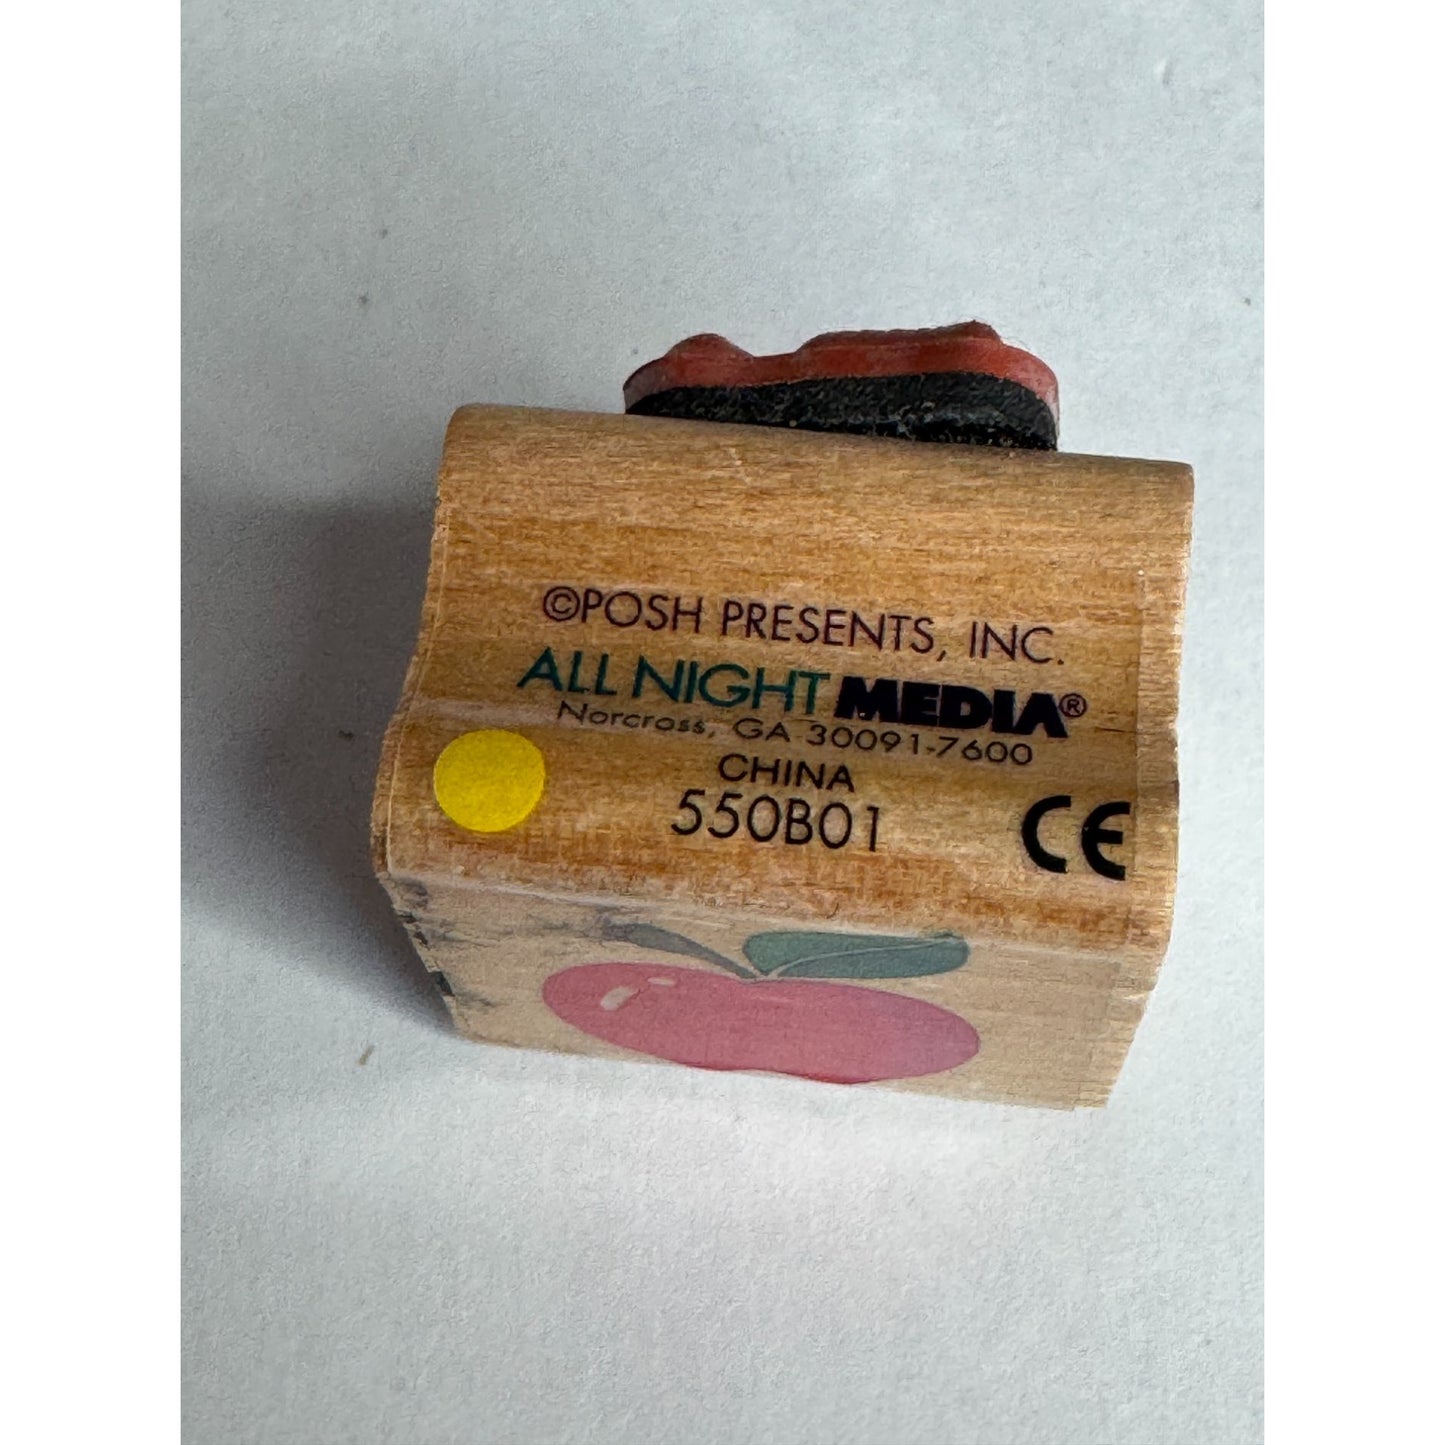 ©POSH PRESENTS, INC.
ALL NIGHT MEDIA®
Norcross, GA 30091-7600
CHINA
550B01
CE